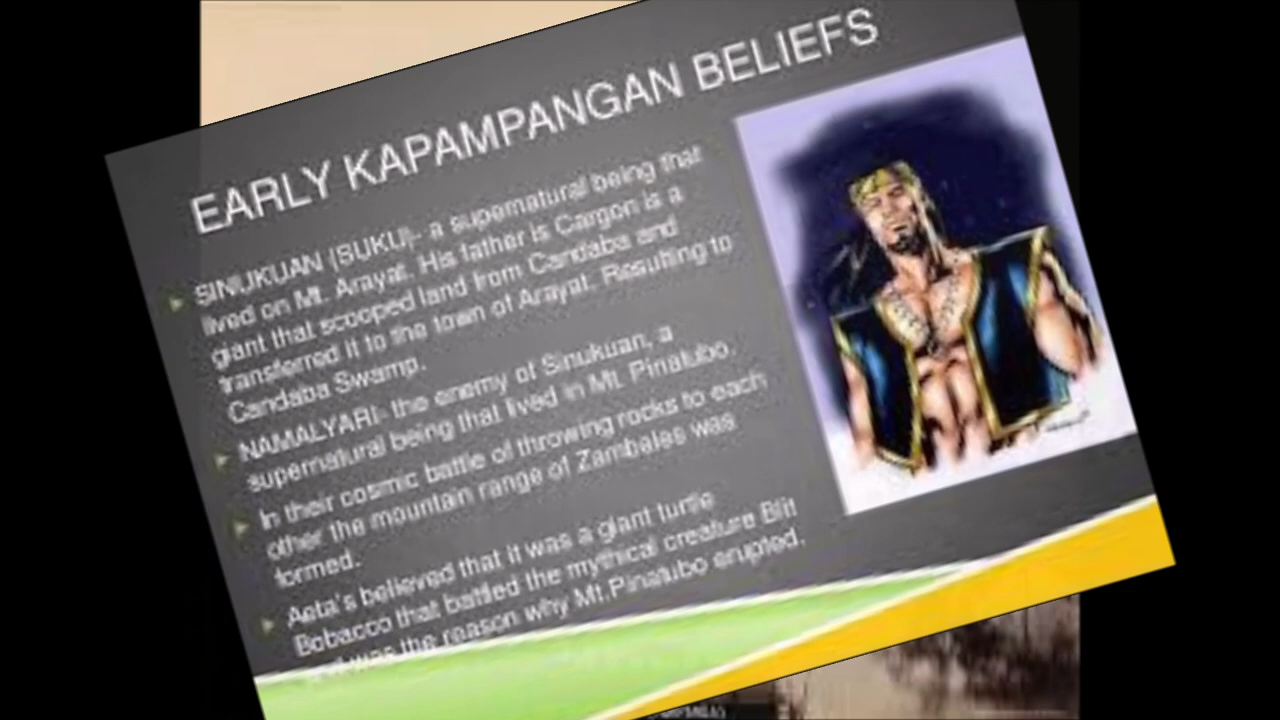 EARLY KAPAMPANGAN BELIEFS
SINUKUAN (SUKU)- a supernatural being that
lived on Mt. Arayat. His father is Cargon is a
giant that scooped land from Candaba and
transferred it to the town of Arayat. Resulting to
Candaba Swamp.
NAMALYARI- the enemy of Sinukuan, a
supernatural being that lived in Mt. Pinatubo.
In their cosmic battle of throwing rocks to each
other the mountain range of Zambales was
formed.
Aeta's believed that it was a giant turtle
Bobacco that battled the mythical creature Blit
was the reason why Mt.Pinatubo erupted.